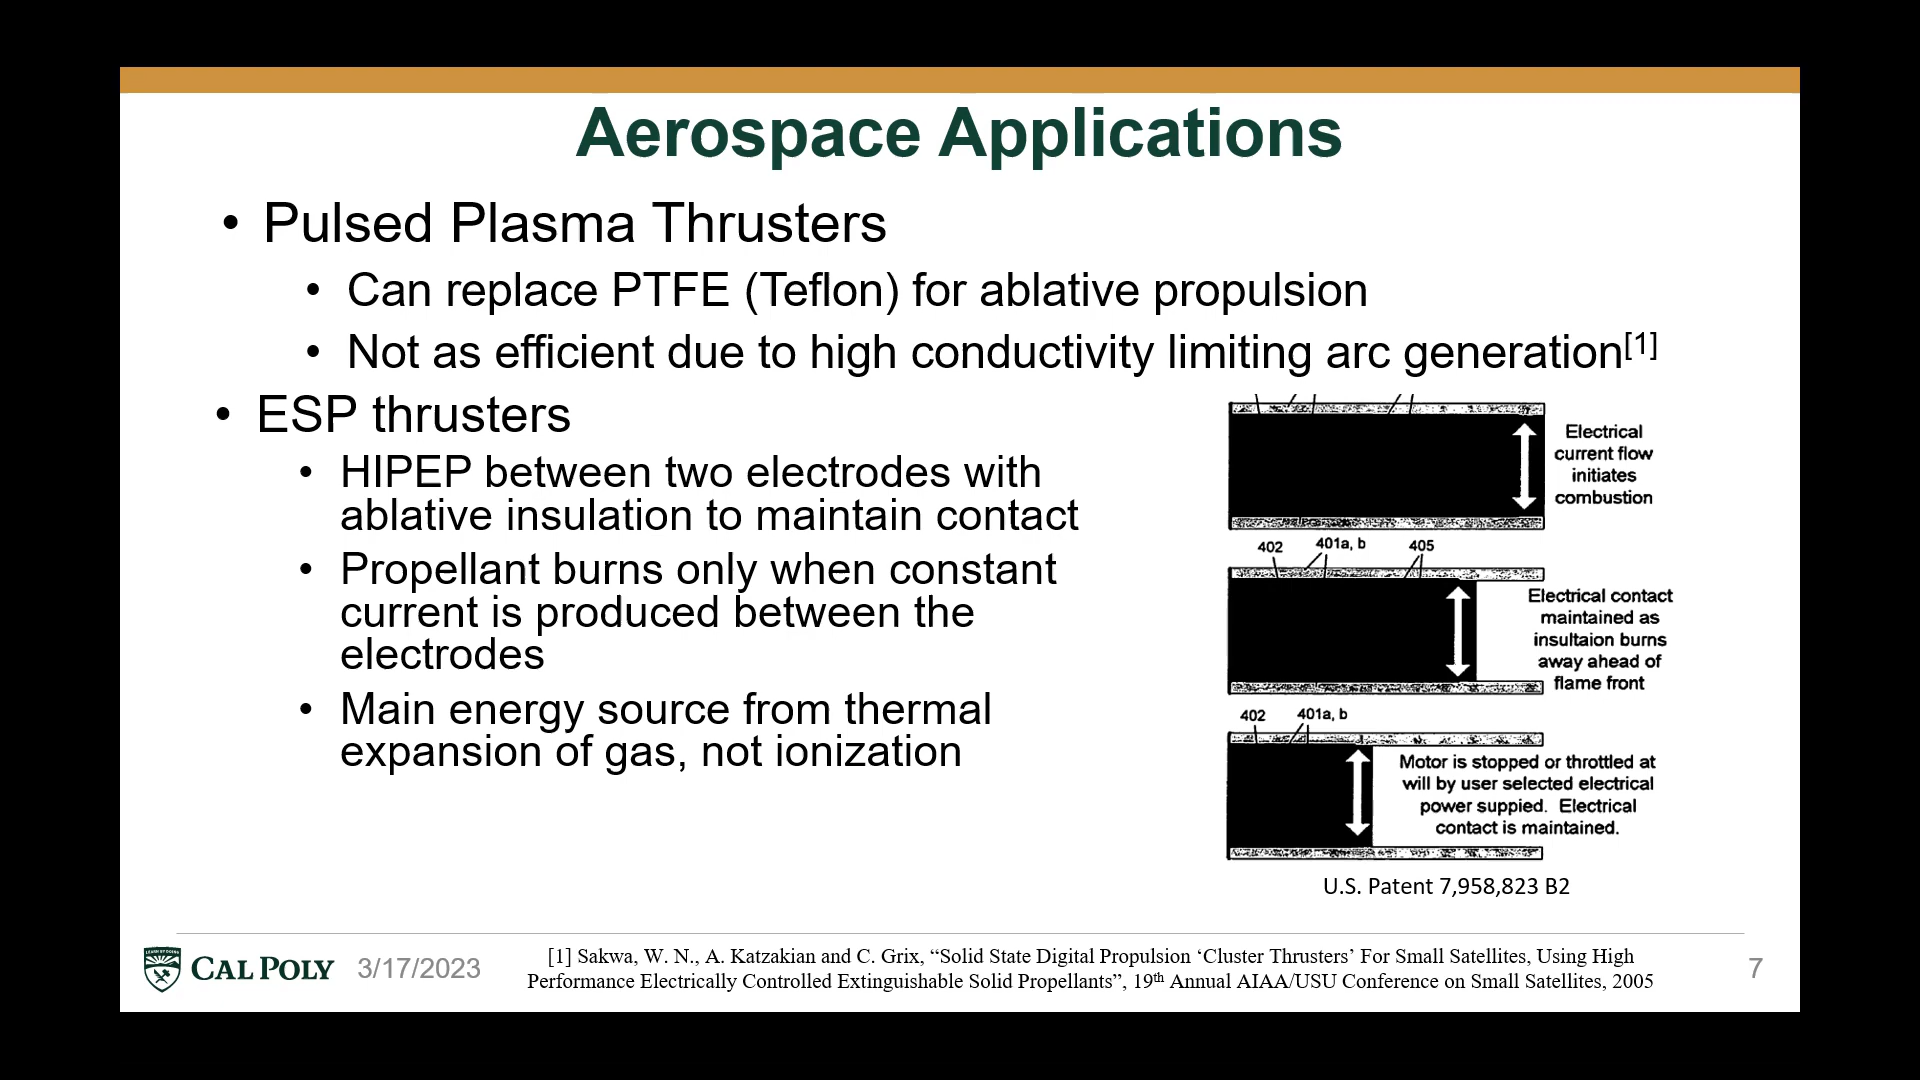 Aerospace Applications
• Pulsed Plasma Thrusters
• Can replace PTFE (Teflon) for ablative propulsion
• Not as efficient due to high conductivity limiting arc generation[1]
• ESP thrusters
• HIPEP between two electrodes with
ablative insulation to maintain contact
• Propellant burns only when constant
current is produced between the
electrodes
• Main energy source from thermal
expansion of gas, not ionization
Electrical
current flow
initiates
combustion
402 401a, b 405
Electrical contact
maintained as
insultaion burns
away ahead of
flame front
402 401a, b
Motor is stopped or throttled at
will by user selected electrical
power suppied. Electrical
contact is maintained.
U.S. Patent 7,958,823 B2
LEARN BY DOING
CAL POLY
3/17/2023
[1] Sakwa, W. N., A. Katzakian and C. Grix, “Solid State Digital Propulsion ‘Cluster Thrusters’ For Small Satellites, Using High
Performance Electrically Controlled Extinguishable Solid Propellants”, 19th Annual AIAA/USU Conference on Small Satellites, 2005
7